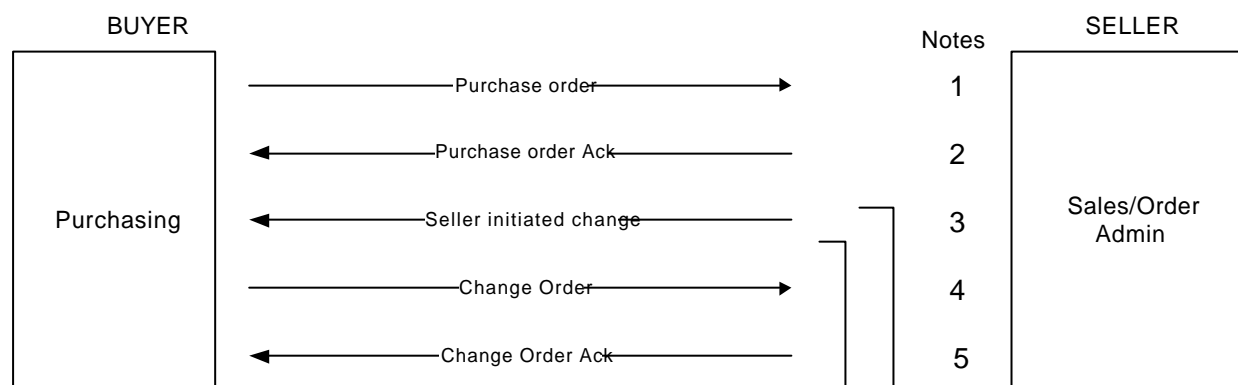 BUYER
Notes
SELLER
Purchase order
1
Purchase order Ack
2
Purchasing
Seller initiated change
3
Sales/Order
Admin
Change Order
4
Change Order Ack
5